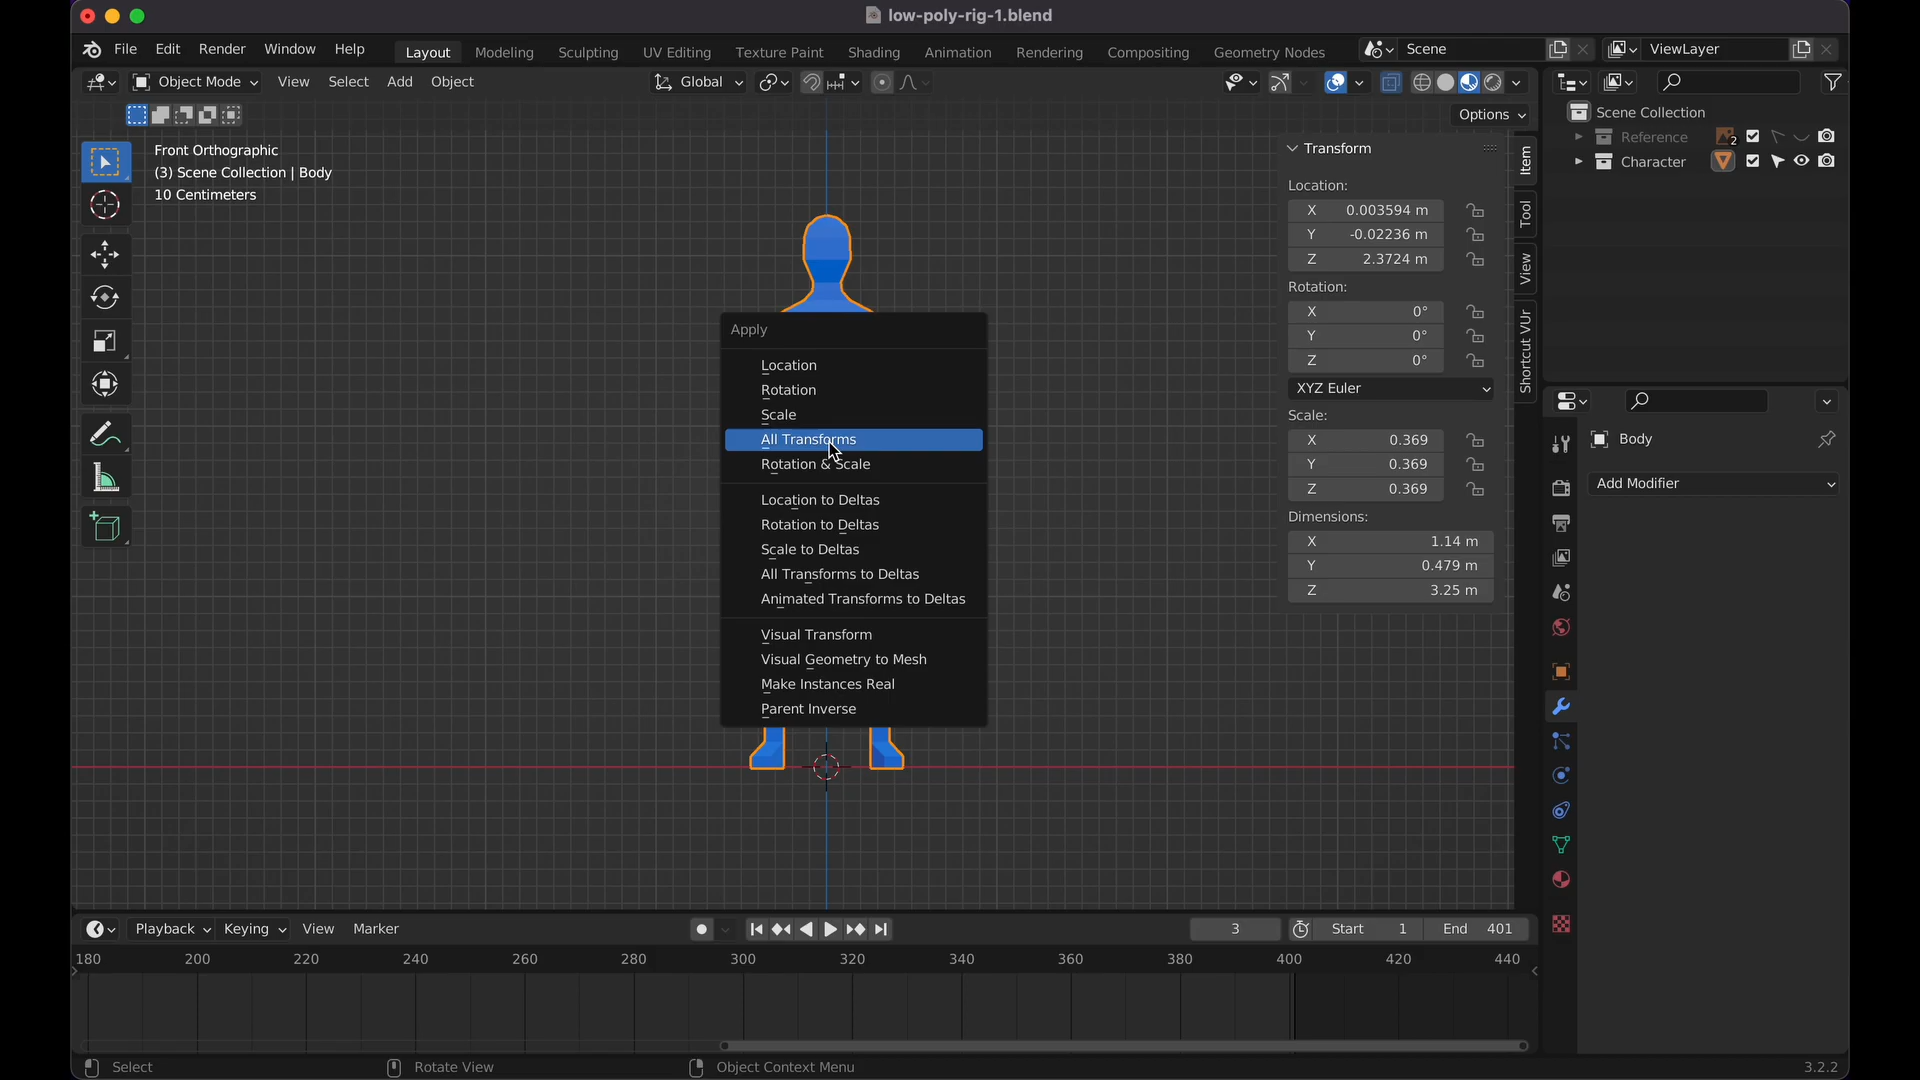 low-poly-rig-1.blend
File Edit Render Window Help Layout Modeling Sculpting UV Editing Texture Paint Shading Animation Rendering Compositing Geometry Nodes Scene ViewLayer
Object Mode View Select Add Object Global
Options
Front Orthographic
(3) Scene Collection | Body
10 Centimeters
Apply
Location
Rotation
Scale
All Transforms
Rotation & Scale
Location to Deltas
Rotation to Deltas
Scale to Deltas
All Transforms to Deltas
Animated Transforms to Deltas
Visual Transform
Visual Geometry to Mesh
Make Instances Real
Parent Inverse
Transform
Location:
X 0.003594 m
Y -0.02236 m
Z 2.3724 m
Rotation:
X 0°
Y 0°
Z 0°
XYZ Euler
Scale:
X 0.369
Y 0.369
Z 0.369
Dimensions:
X 1.14 m
Y 0.479 m
Z 3.25 m
Item
Tool
View
Shortcut VUr
Scene Collection
Reference 2
Character
Body
Add Modifier
Playback Keying View Marker 3 Start 1 End 401
180 200 220 240 260 280 300 320 340 360 380 400 420 440
Select Rotate View Object Context Menu 3.2.2